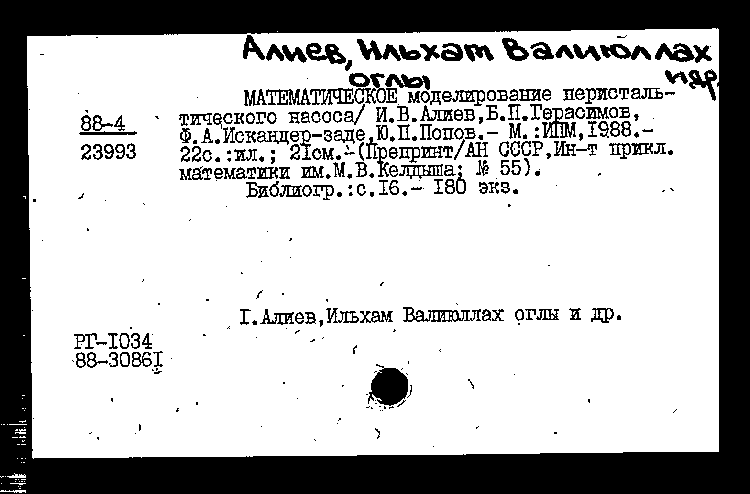 Алиев, Ильхам Валиюллах
оглы идр.
МАТЕМАТИЧЕСКОЕ моделирование персталь-
88-4 тического насоса/ И.В.Алиев,Б.П.Герасимов,
Ф.А.Искандер-заде,Ю.П.Попов.- М.:ИПМ,1988.-
23993 22с.:ил.; 21см.-(Препринт/АН СССР,Ин-т прикл.
математики им.М.В.Келдыша; № 55).
Библиогр.:с.16.- 180 экз.
I.Алиев,Ильхам Валиюллах оглы и др.
РГ-1034
88-30861